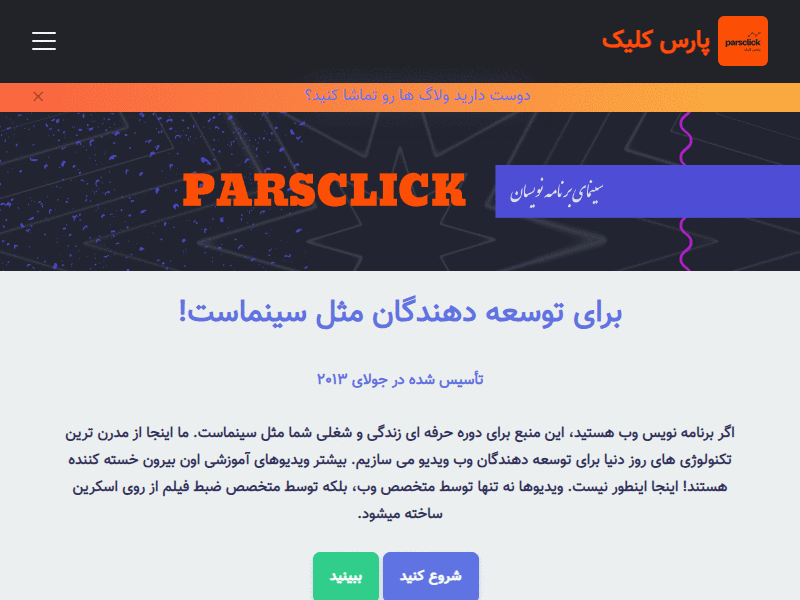 پارس کلیک
parsclick
دوست دارید ولاگ ها رو تماشا کنید؟
×
PARSCLICK
سینمای برنامه نویسان
برای توسعه دهندگان مثل سینماست!
تأسیس شده در جولای ۲۰۱۳
اگر برنامه نویس وب هستید، این منبع برای دوره حرفه ای زندگی و شغلی شما مثل سینماست. ما اینجا از مدرن ترین
تکنولوژی های روز دنیا برای توسعه دهندگان وب ویدیو می سازیم. بیشتر ویدیوهای آموزشی اون بیرون خسته کننده
هستند! اینجا اینطور نیست. ویدیوها نه تنها توسط متخصص وب، بلکه توسط متخصص ضبط فیلم از روی اسکرین
ساخته میشود.
شروع کنید
ببینید